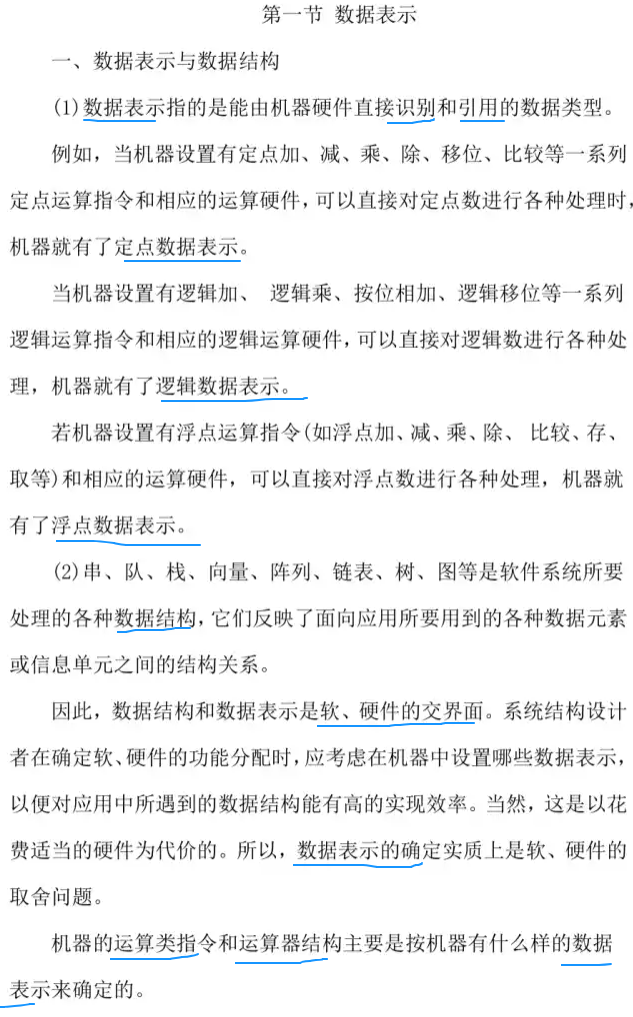 第一节 数据表示
一、数据表示与数据结构
(1)数据表示指的是能由机器硬件直接识别和引用的数据类型。
例如，当机器设置有定点加、减、乘、除、移位、比较等一系列
定点运算指令和相应的运算硬件，可以直接对定点数进行各种处理时，
机器就有了定点数据表示。
当机器设置有逻辑加、 逻辑乘、按位相加、逻辑移位等一系列
逻辑运算指令和相应的逻辑运算硬件，可以直接对逻辑数进行各种处
理，机器就有了逻辑数据表示。
若机器设置有浮点运算指令(如浮点加、减、乘、除、 比较、存、
取等)和相应的运算硬件，可以直接对浮点数进行各种处理，机器就
有了浮点数据表示。
(2)串、队、栈、向量、阵列、链表、树、图等是软件系统所要
处理的各种数据结构，它们反映了面向应用所要用到的各种数据元素
或信息单元之间的结构关系。
因此，数据结构和数据表示是软、硬件的交界面。系统结构设计
者在确定软、硬件的功能分配时，应考虑在机器中设置哪些数据表示，
以便对应用中所遇到的数据结构能有高的实现效率。当然，这是以花
费适当的硬件为代价的。所以，数据表示的确定实质上是软、硬件的
取舍问题。
机器的运算类指令和运算器结构主要是按机器有什么样的数据
表示来确定的。